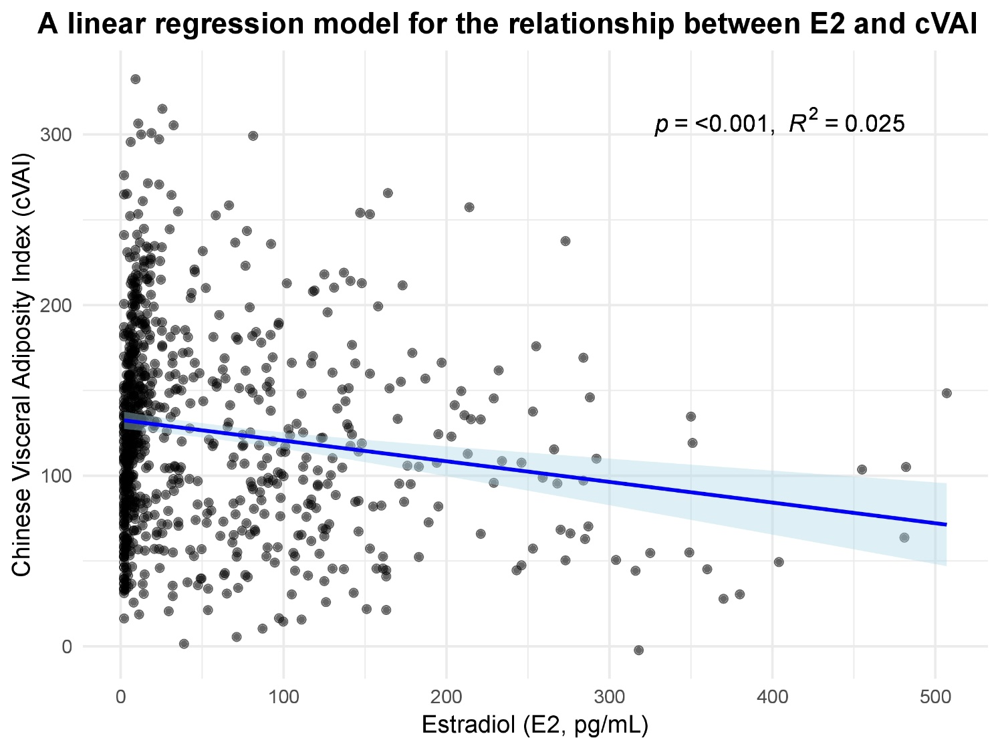 A linear regression model for the relationship between E2 and cVAI
p = <0.001, R² = 0.025
Chinese Visceral Adiposity Index (cVAI)
300
200
100
0
0 100 200 300 400 500
Estradiol (E2, pg/mL)